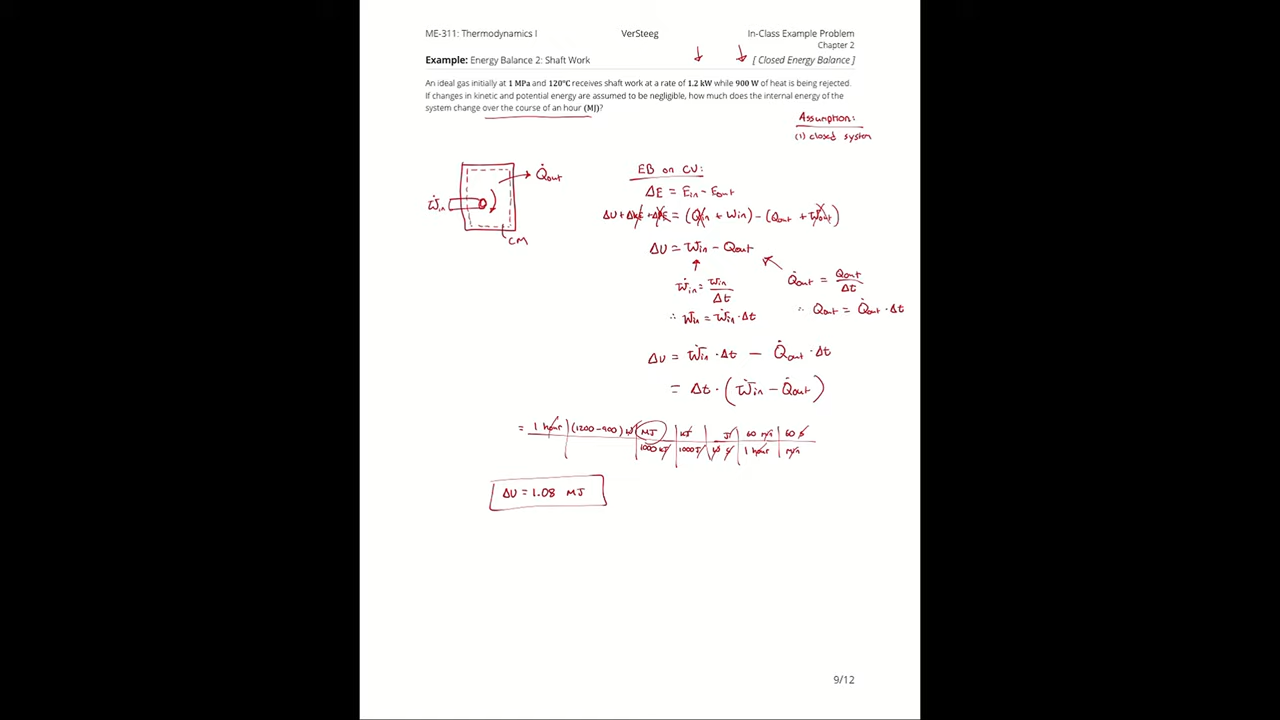 ME-311: Thermodynamics I VerSteeg In-Class Example Problem
Chapter 2
Example: Energy Balance 2: Shaft Work [ Closed Energy Balance ]
An ideal gas initially at 1 MPa and 120°C receives shaft work at a rate of 1.2 kW while 900 W of heat is being rejected.
If changes in kinetic and potential energy are assumed to be negligible, how much does the internal energy of the
system change over the course of an hour (MJ)?
Assumption:
(1) closed system
Q̇out
Ẇin
CM
EB on CV:
ΔE = Ein - Eout
ΔU + ΔKE + ΔPE = (Qin + Win) - (Qout + Wout)
ΔU = Win - Qout
Ẇin = Win / Δt
∴ Win = Ẇin · Δt
Q̇out = Qout / Δt
∴ Qout = Q̇out · Δt
ΔU = Ẇin · Δt - Q̇out · Δt
= Δt · (Ẇin - Q̇out)
= 1 hour | (1200-900) W | MJ | kJ | J | 60 min | 60 s
1000 kJ | 1000 J | W s | 1 hour | min
ΔU = 1.08 MJ
9/12